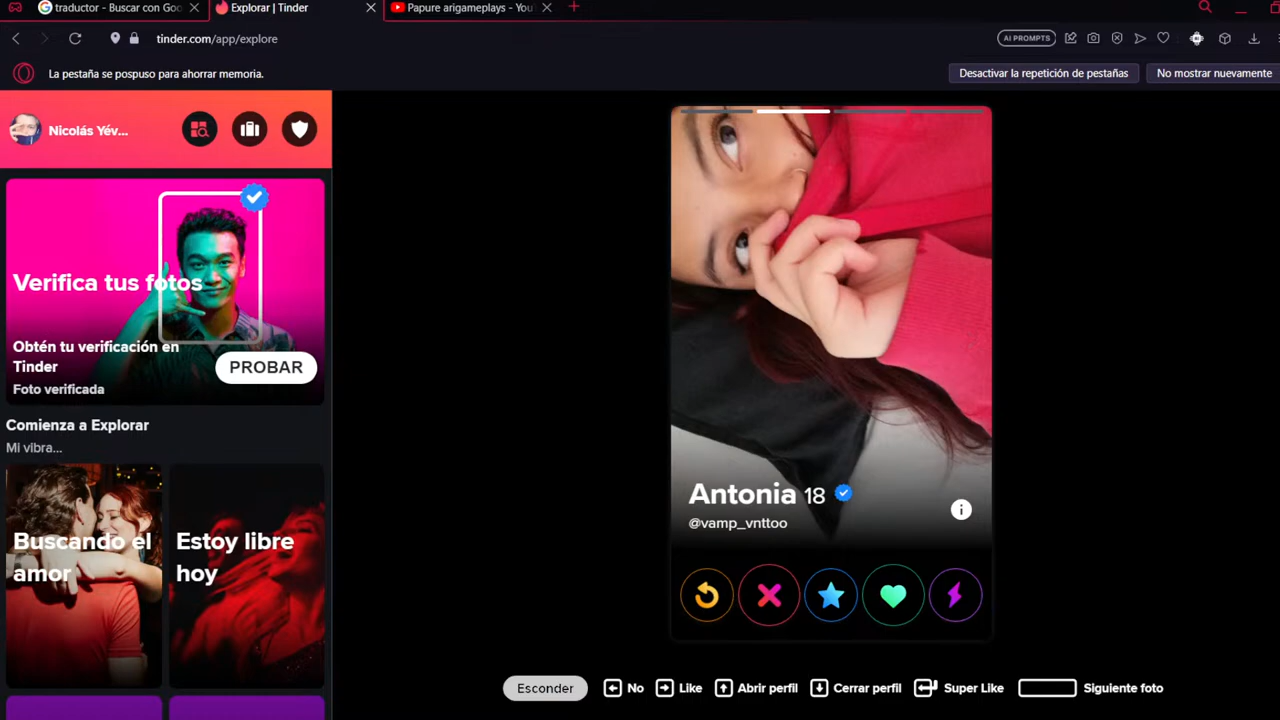 traductor - Buscar con Goo
Explorar | Tinder
Papure arigameplays - You
tinder.com/app/explore
AI PROMPTS
La pestaña se pospuso para ahorrar memoria.
Desactivar la repetición de pestañas
No mostrar nuevamente
Nicolás Yév...
Verifica tus fotos
Obtén tu verificación en
Tinder
Foto verificada
PROBAR
Comienza a Explorar
Mi vibra...
Buscando el
amor
Estoy libre
hoy
Antonia 18
@vamp_vnttoo
Esconder
No
Like
Abrir perfil
Cerrar perfil
Super Like
Siguiente foto